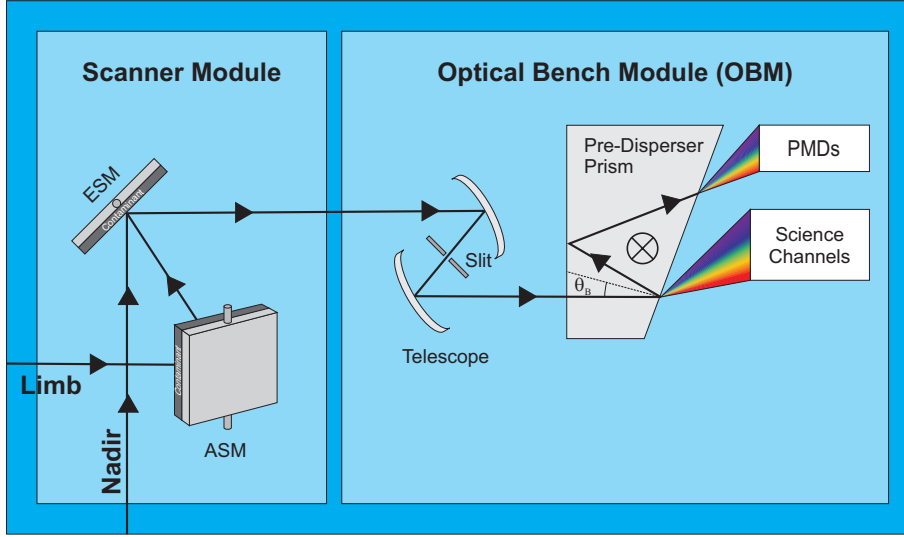 Scanner Module
Optical Bench Module (OBM)
ESM
Contaminant
Pre-Disperser
Prism
PMDs
Science
Channels
Slit
θB
Telescope
Limb
Contaminant
Nadir
ASM